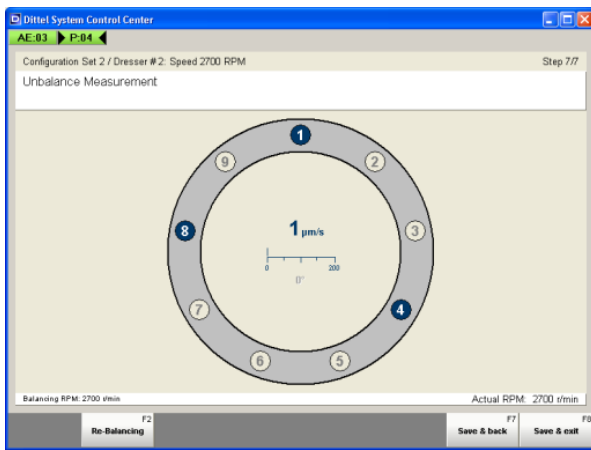 Dittel System Control Center
AE:03 P:04
Configuration Set 2 / Dresser #2: Speed 2700 RPM Step 7/7
Unbalance Measurement
1
9 2
8 3
1 µm/s
0 200
0°
7 4
6 5
Balancing RPM: 2700 r/min Actual RPM: 2700 r/min
F2 F7 F8
Re-Balancing Save & back Save & exit